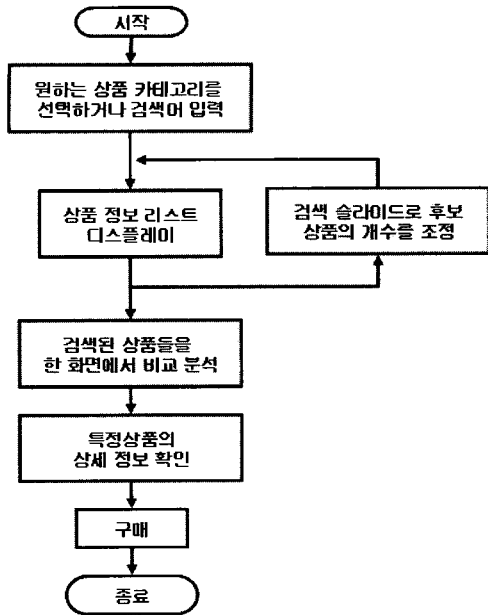 시작
원하는 상품 카테고리를
선택하거나 검색어 입력
상품 정보 리스트
디스플레이
검색 슬라이드로 후보
상품의 개수를 조정
검색된 상품들을
한 화면에서 비교 분석
특정상품의
상세 정보 확인
구매
종료